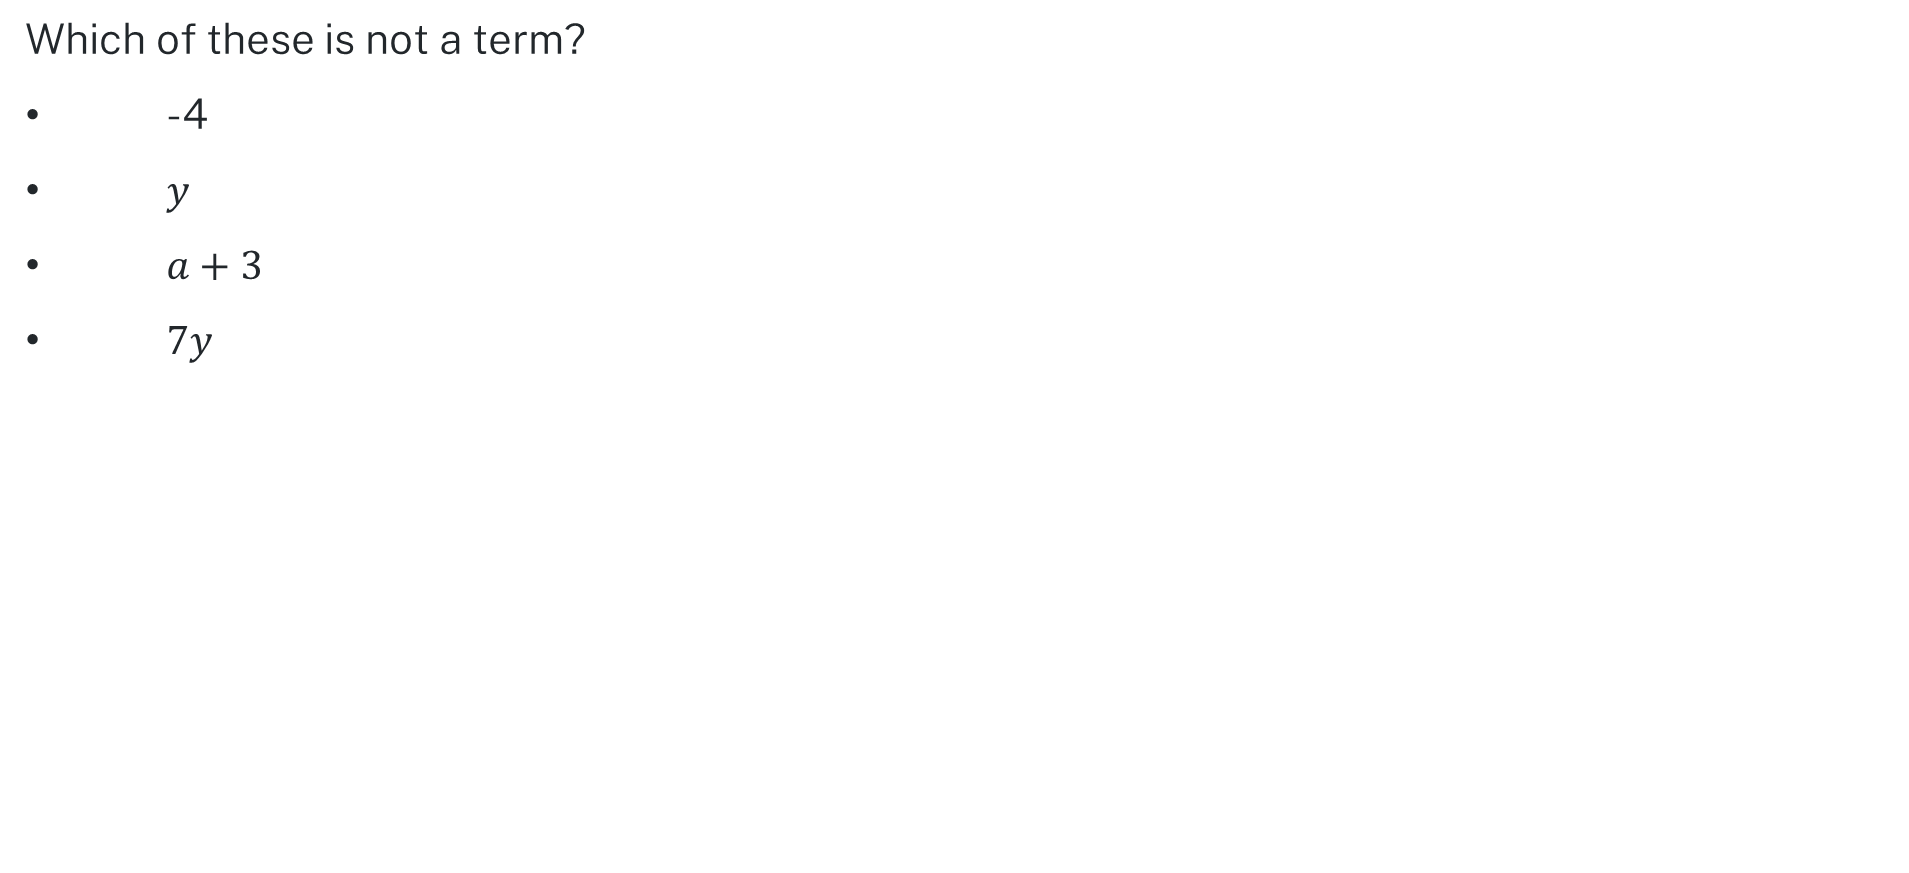 Which of these is not a term?
• -4
• y
• a + 3
• 7y